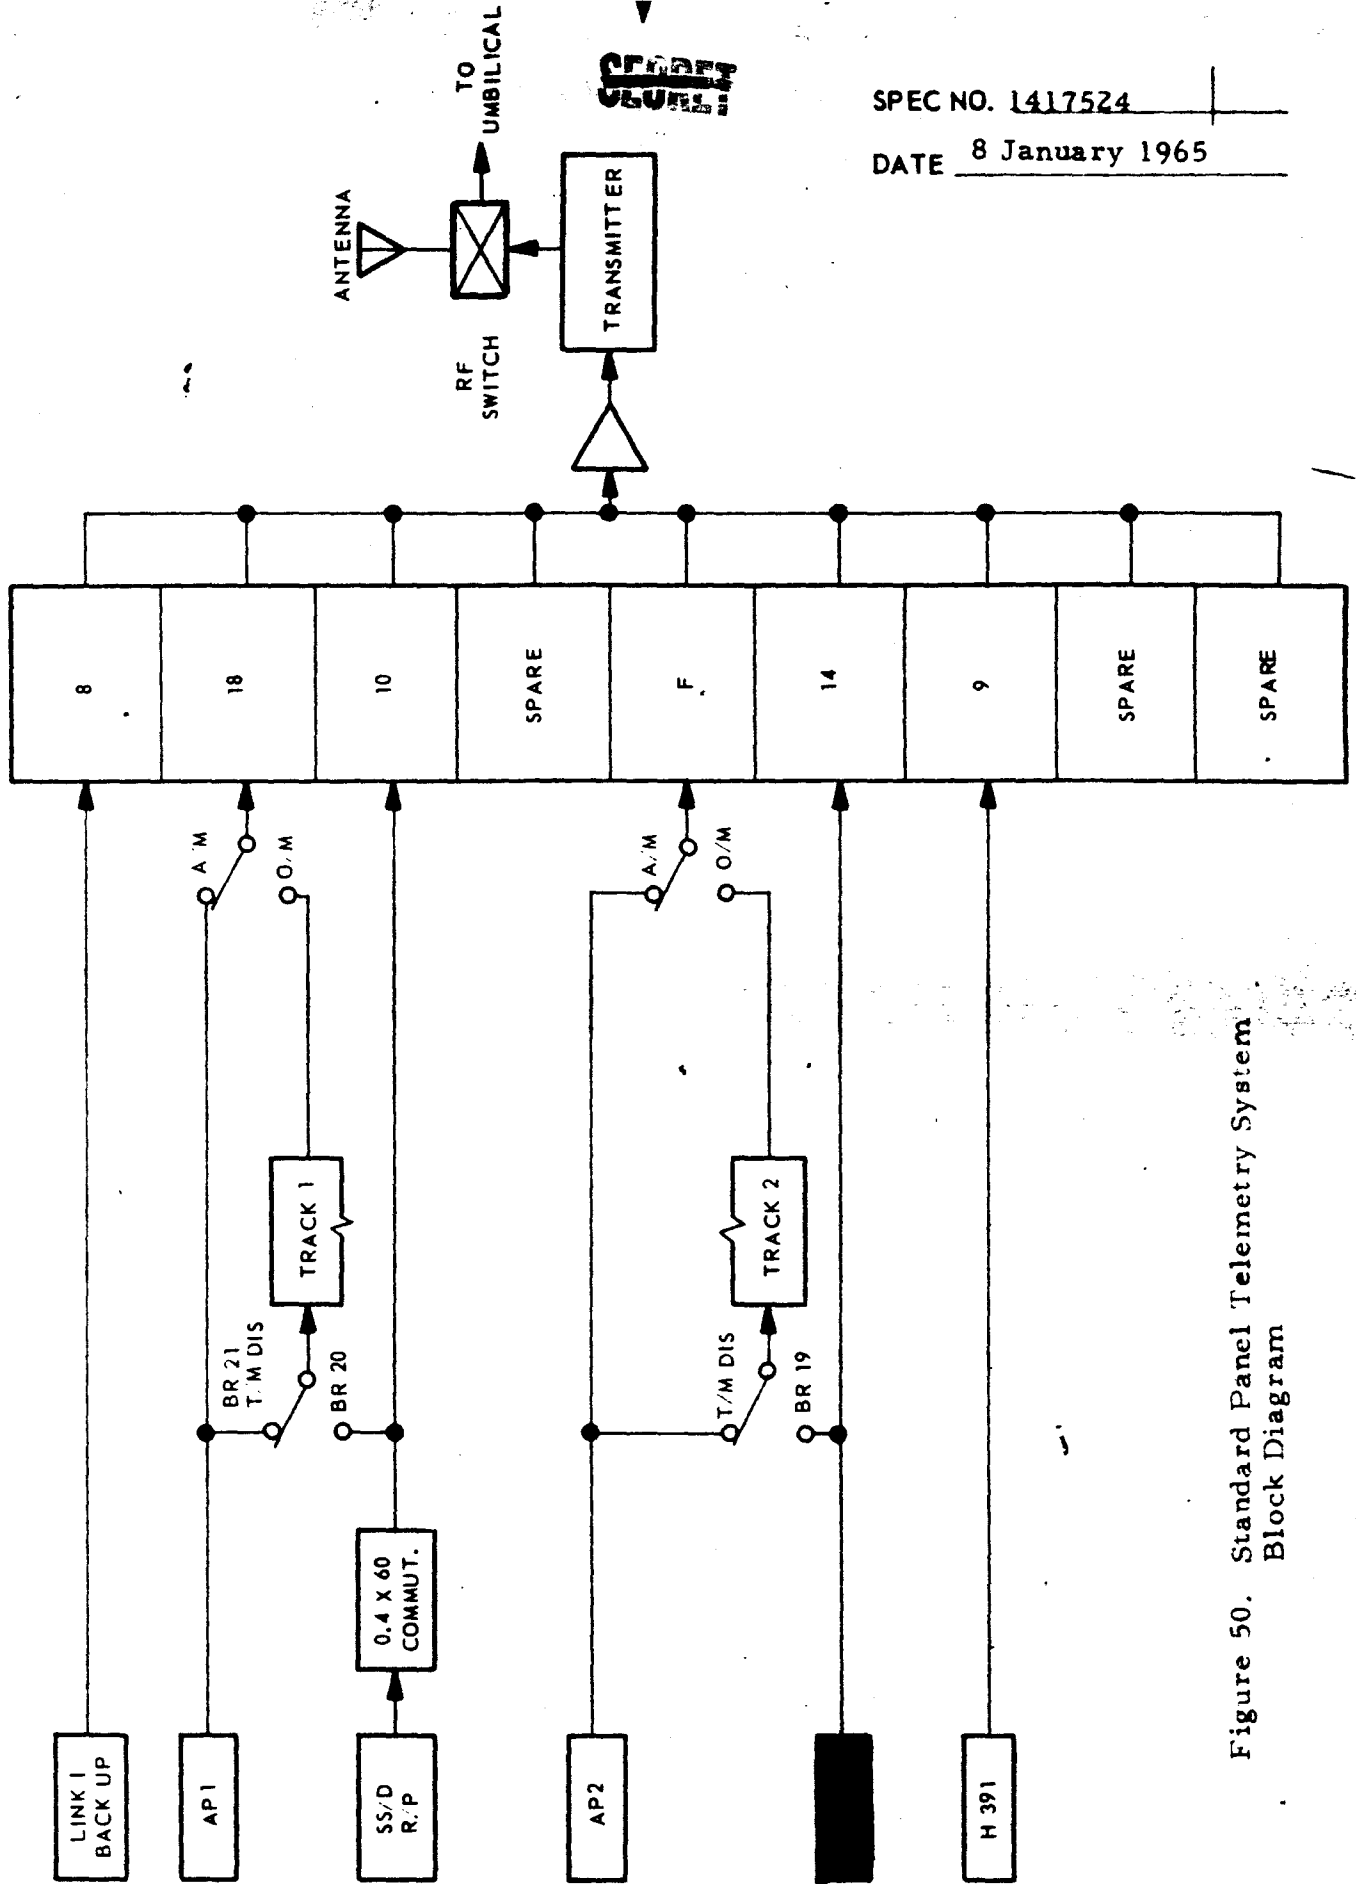 SECRET
SPEC NO. 1417524
DATE 8 January 1965
LINK 1
BACK UP
AP1
SS/D
R/P
AP2
H 391
0.4 X 60
COMMUT.
BR 21
T/M DIS
BR 20
TRACK 1
T/M DIS
BR 19
TRACK 2
A/M
O/M
A/M
O/M
8
18
10
SPARE
F
14
9
SPARE
SPARE
TRANSMITTER
RF
SWITCH
ANTENNA
TO
UMBILICAL
Figure 50. Standard Panel Telemetry System
Block Diagram